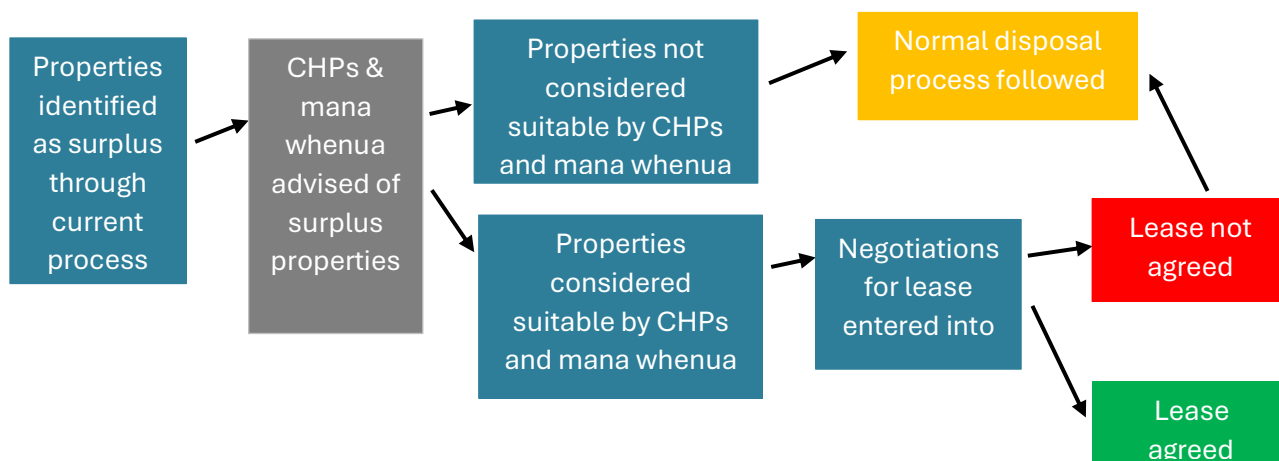 Properties
identified
as surplus
through
current
process
CHPs &
mana
whenua
advised of
surplus
properties
Properties not
considered
suitable by CHPs
and mana whenua
Normal disposal
process followed
Properties
considered
suitable by CHPs
and mana whenua
Negotiations
for lease
entered into
Lease not
agreed
Lease
agreed